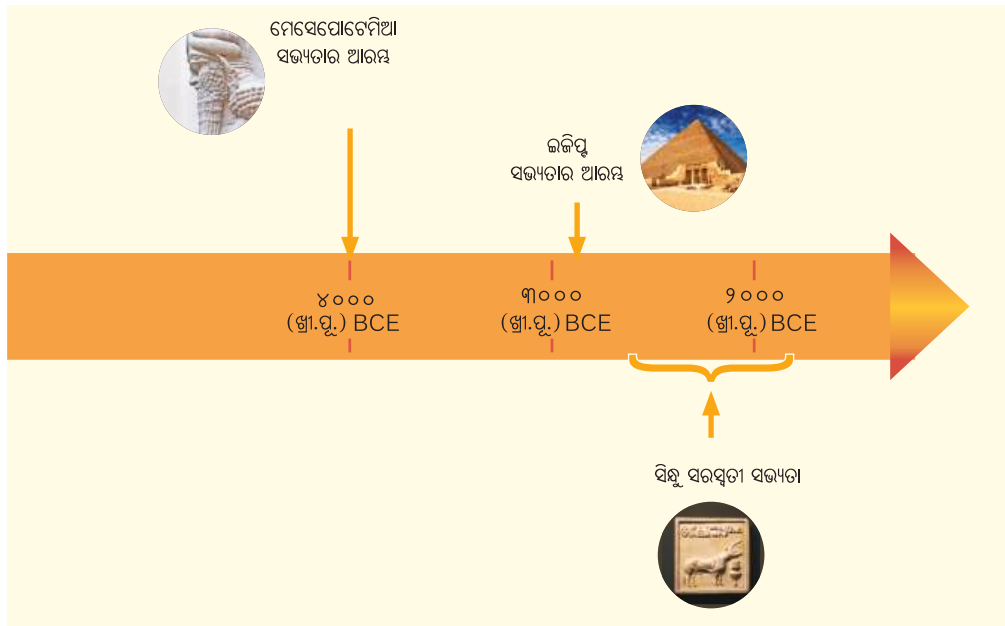 ମେସେପୋଟେମିଆ
ସଭ୍ୟତାର ଆରମ୍ଭ
ଇଜିପ୍ଟ
ସଭ୍ୟତାର ଆରମ୍ଭ
୪୦୦୦
(ଖ୍ରୀ.ପୂ.) BCE
୩୦୦୦
(ଖ୍ରୀ.ପୂ.) BCE
୨୦୦୦
(ଖ୍ରୀ.ପୂ.) BCE
ସିନ୍ଧୁ ସରସ୍ୱତୀ ସଭ୍ୟତା